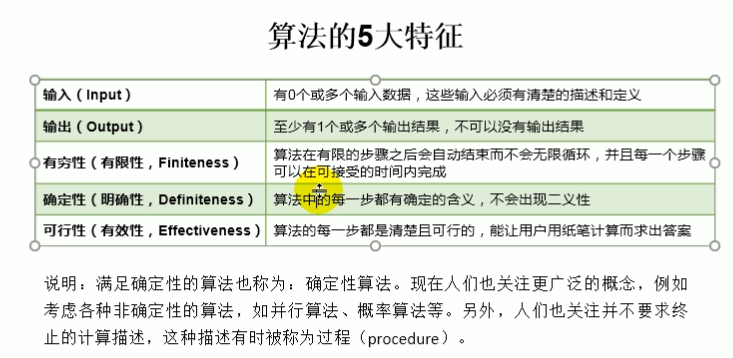 算法的5大特征
输入（Input）
有0个或多个输入数据，这些输入必须有清楚的描述和定义
输出（Output）
至少有1个或多个输出结果，不可以没有输出结果
有穷性（有限性，Finiteness）
算法在有限的步骤之后会自动结束而不会无限循环，并且每一个步骤
可以在可接受的时间内完成
确定性（明确性，Definiteness）
算法中的每一步都有确定的含义，不会出现二义性
可行性（有效性，Effectiveness）
算法的每一步都是清楚且可行的，能让用户用纸笔计算而求出答案
说明：满足确定性的算法也称为：确定性算法。现在人们也关注更广泛的概念，例如
考虑各种非确定性的算法，如并行算法、概率算法等。另外，人们也关注并不要求终
止的计算描述，这种描述有时被称为过程（procedure）。